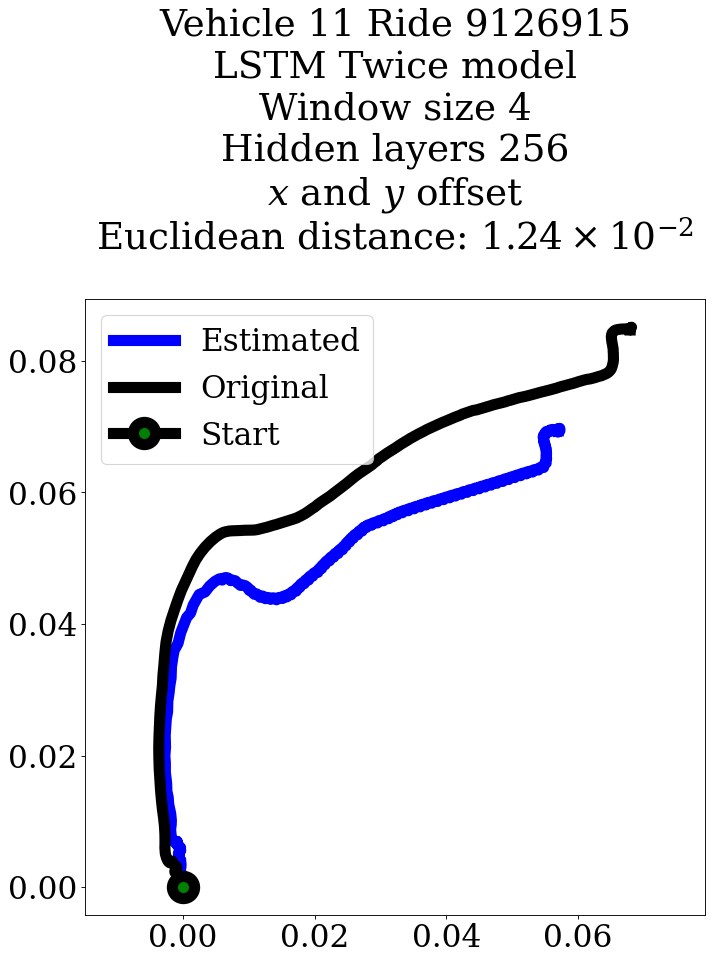 Vehicle 11 Ride 9126915
LSTM Twice model
Window size 4
Hidden layers 256
x and y offset
Euclidean distance: 1.24 × 10⁻²
Estimated
Original
Start
0.08
0.06
0.04
0.02
0.00
0.00 0.02 0.04 0.06